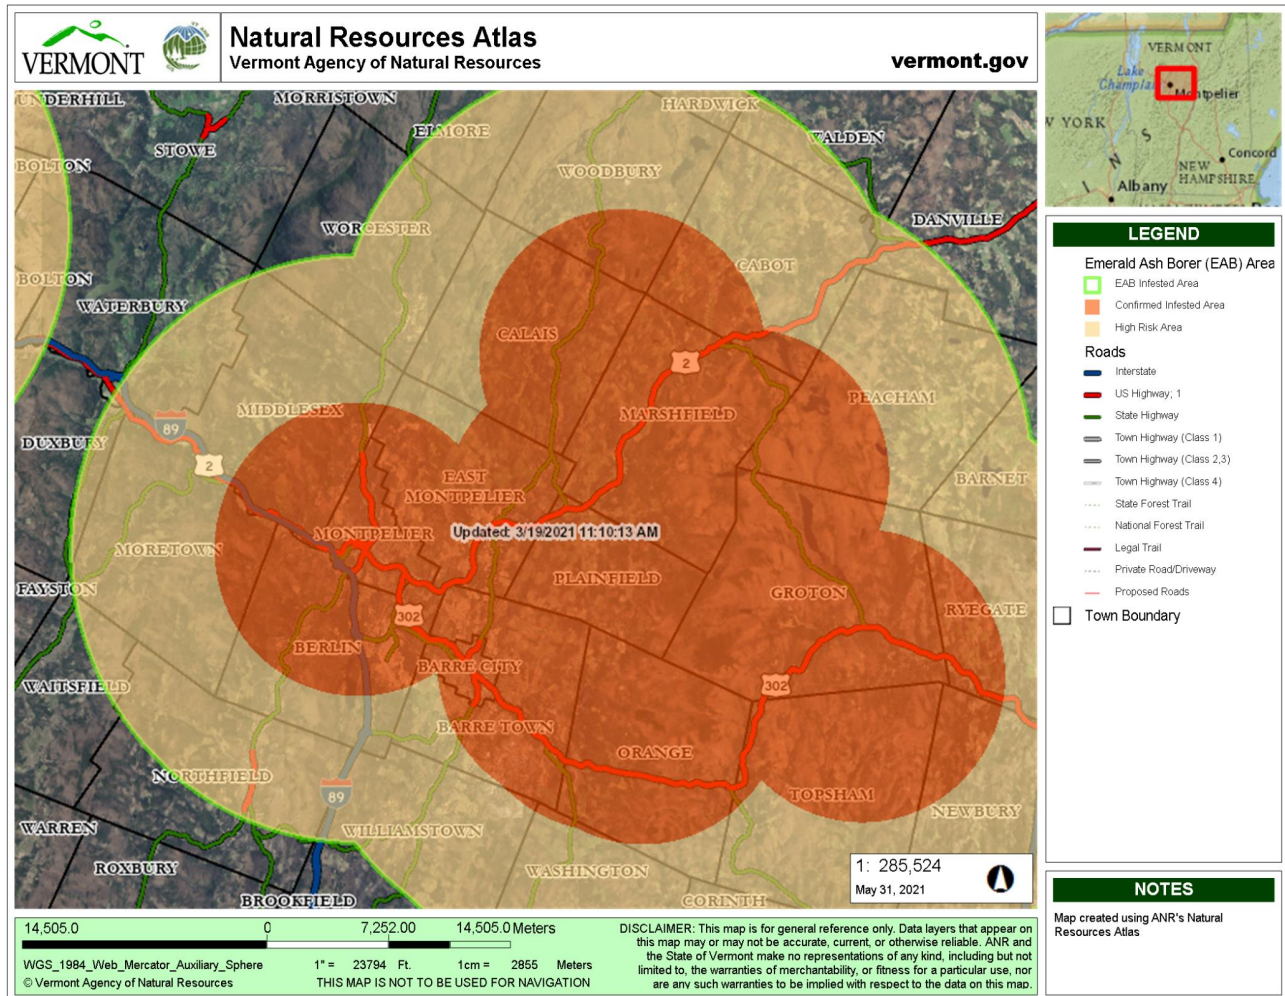 VERMONT
Natural Resources Atlas
Vermont Agency of Natural Resources
vermont.gov
VERMONT
Lake
Champla
Montpelier
W YORK
Concord
NEW
HAMPSHIRE
Albany
UNDERHILL
MORRISTOWN
HARDWICK
STOWE
ELMORE
WALDEN
BOLTON
WOODBURY
WORCESTER
DANVILLE
CABOT
BOLTON
WATERBURY
CALAIS
2
MIDDLESEX
MARSHFIELD
PEACHAM
89
DUXBURY
2
EAST
MONTPELIER
BARNET
MONTPELIER
Updated: 3/19/2021 11:10:13 AM
MORETOWN
PLAINFIELD
FAYSTON
GROTON
RYEGATE
302
BERLIN
BARRE CITY
WAITSFIELD
302
BARRE TOWN
ORANGE
NORTHFIELD
89
TOPSHAM
NEWBURY
WARREN
WILLIAMSTOWN
ROXBURY
WASHINGTON
BROOKFIELD
CORINTH
1: 285,524
May 31, 2021
LEGEND
Emerald Ash Borer (EAB) Area
EAB Infested Area
Confirmed Infested Area
High Risk Area
Roads
Interstate
US Highway; 1
State Highway
Town Highway (Class 1)
Town Highway (Class 2,3)
Town Highway (Class 4)
State Forest Trail
National Forest Trail
Legal Trail
Private Road/Driveway
Proposed Roads
Town Boundary
NOTES
Map created using ANR's Natural
Resources Atlas
14,505.0 0 7,252.00 14,505.0 Meters
WGS_1984_Web_Mercator_Auxiliary_Sphere 1" = 23794 Ft. 1cm = 2855 Meters
© Vermont Agency of Natural Resources THIS MAP IS NOT TO BE USED FOR NAVIGATION
DISCLAIMER: This map is for general reference only. Data layers that appear on
this map may or may not be accurate, current, or otherwise reliable. ANR and
the State of Vermont make no representations of any kind, including but not
limited to, the warranties of merchantability, or fitness for a particular use, nor
are any such warranties to be implied with respect to the data on this map.